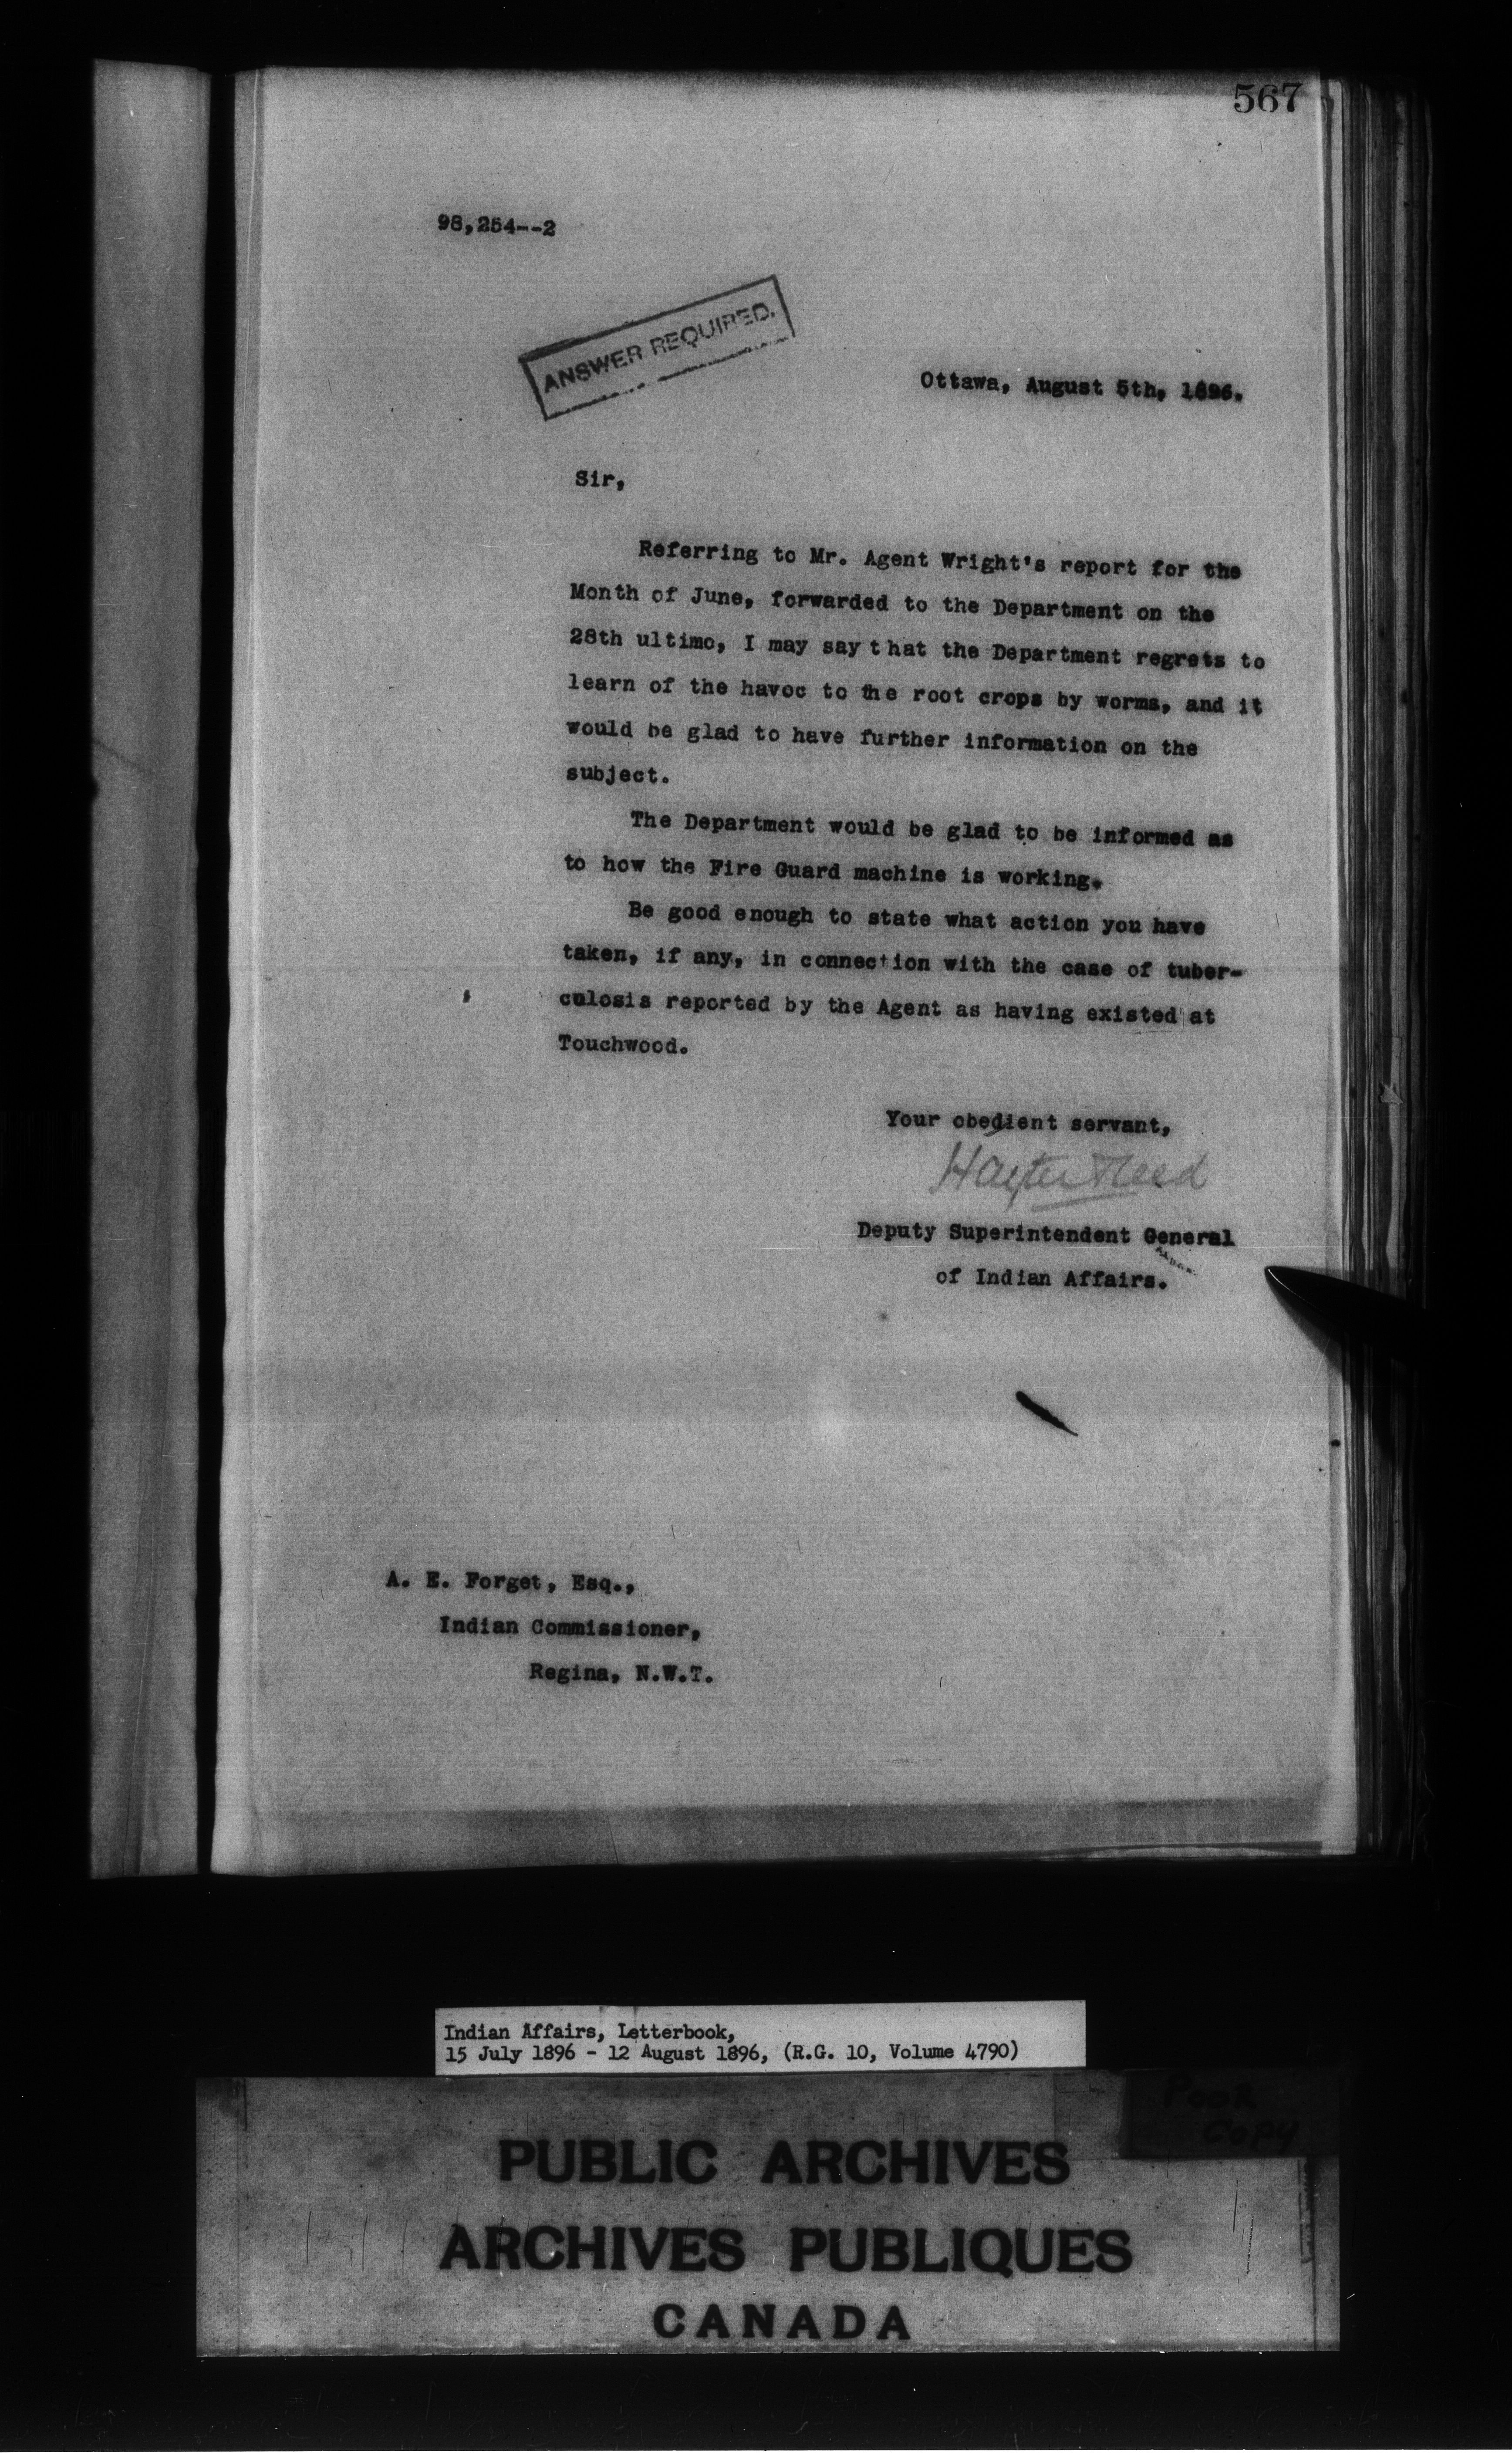 567
98,254--2
ANSWER REQUIRED.
Ottawa, August 5th, 1896.
Sir,
Referring to Mr. Agent Wright's report for the
Month of June, forwarded to the Department on the
28th ultimo, I may say that the Department regrets to
learn of the havoc to the root crops by worms, and it
would be glad to have further information on the
subject.
The Department would be glad to be informed as
to how the Fire Guard machine is working.
Be good enough to state what action you have
taken, if any, in connection with the case of tuber-
culosis reported by the Agent as having existed at
Touchwood.
Your obedient servant,
Hayter Reed
Deputy Superintendent General
of Indian Affairs.
A. E. Forget, Esq.,
Indian Commissioner,
Regina, N.W.T.
Indian Affairs, Letterbook,
15 July 1896 - 12 August 1896, (R.G. 10, Volume 4790)
Poor
Copy
PUBLIC ARCHIVES
ARCHIVES PUBLIQUES
CANADA